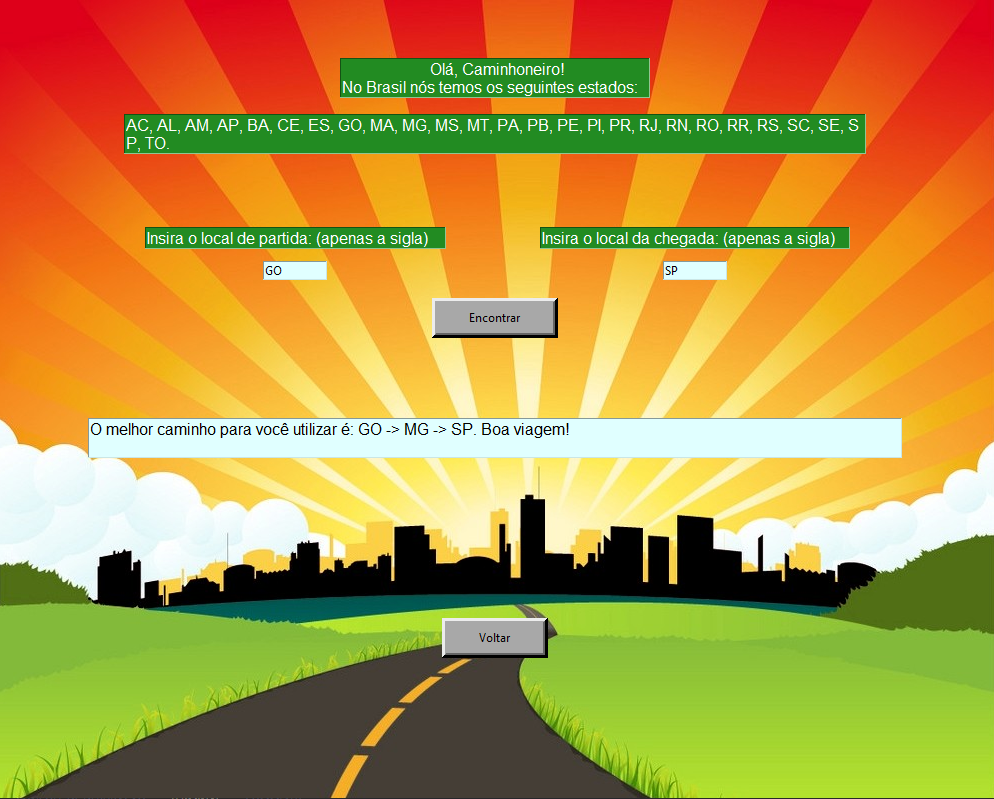 Olá, Caminhoneiro!
No Brasil nós temos os seguintes estados:
AC, AL, AM, AP, BA, CE, ES, GO, MA, MG, MS, MT, PA, PB, PE, PI, PR, RJ, RN, RO, RR, RS, SC, SE, S
P, TO.
Insira o local de partida: (apenas a sigla)
Insira o local da chegada: (apenas a sigla)
GO
SP
Encontrar
O melhor caminho para você utilizar é: GO -> MG -> SP. Boa viagem!
Voltar